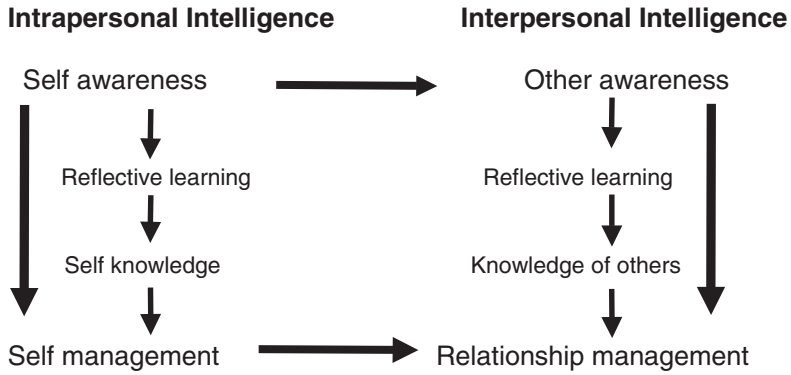 Intrapersonal Intelligence
Interpersonal Intelligence
Self awareness
Other awareness
Reflective learning
Reflective learning
Self knowledge
Knowledge of others
Self management
Relationship management